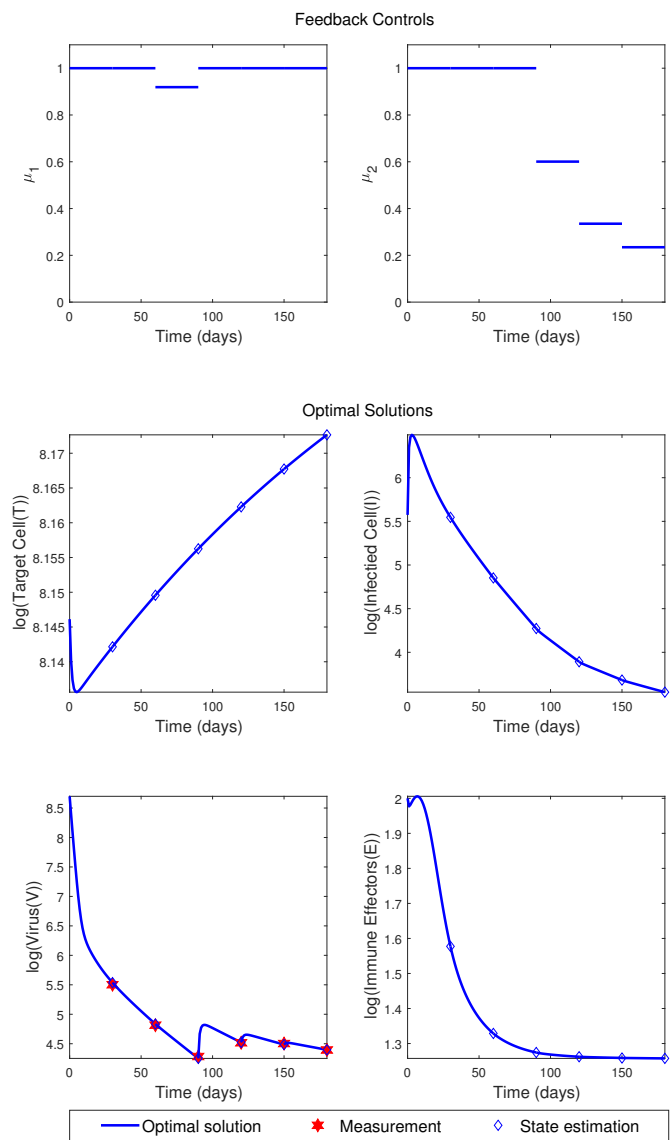 Feedback Controls
μ1
1
0.8
0.6
0.4
0.2
0
0 50 100 150
Time (days)
μ2
1
0.8
0.6
0.4
0.2
0
0 50 100 150
Time (days)
Optimal Solutions
log(Target Cell(T))
8.17
8.165
8.16
8.155
8.15
8.145
8.14
0 50 100 150
Time (days)
log(Infectied Cell(I))
6
5.5
5
4.5
4
0 50 100 150
Time (days)
log(Virus(V))
8.5
8
7.5
7
6.5
6
5.5
5
4.5
0 50 100 150
Time (days)
log(Immune Effectors(E))
2
1.9
1.8
1.7
1.6
1.5
1.4
1.3
0 50 100 150
Time (days)
Optimal solution Measurement State estimation